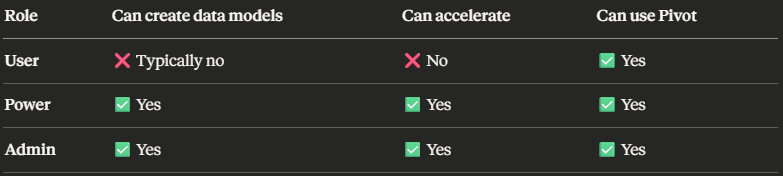 Role Can create data models Can accelerate Can use Pivot
User ❌ Typically no ❌ No ✅ Yes
Power ✅ Yes ✅ Yes ✅ Yes
Admin ✅ Yes ✅ Yes ✅ Yes